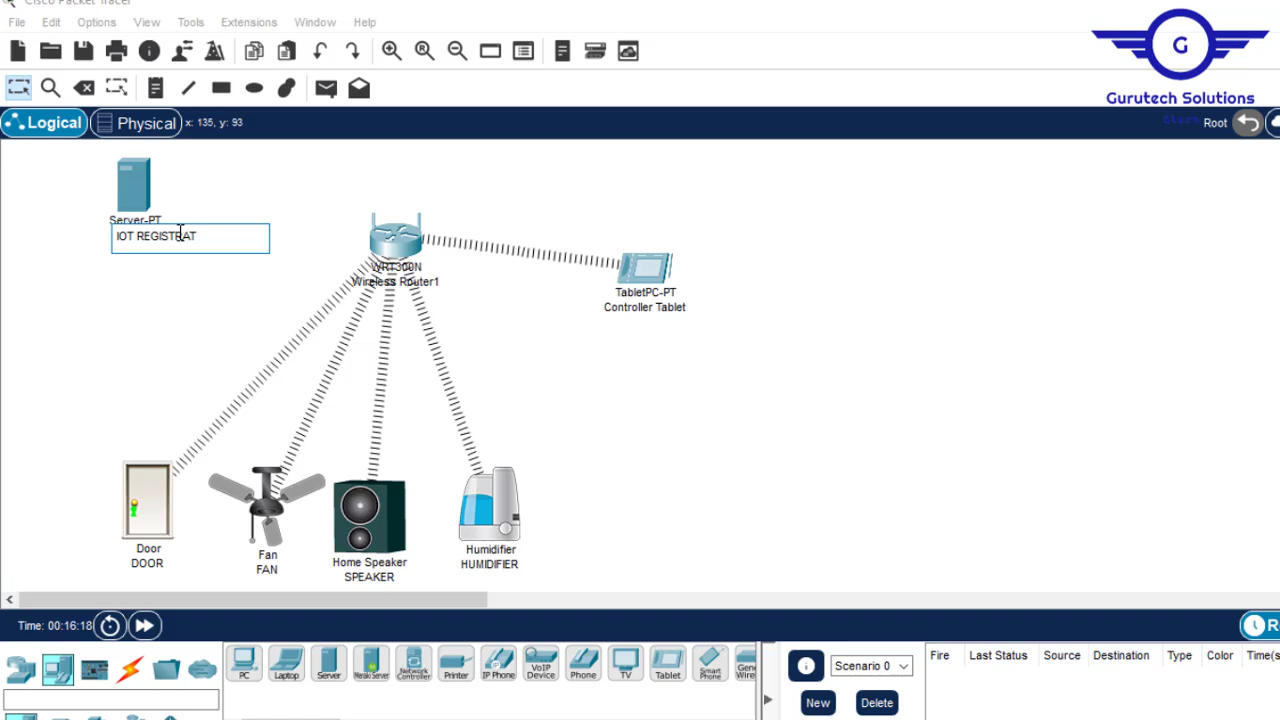 Cisco Packet Tracer
File Edit Options View Tools Extensions Window Help
G
Gurutech Solutions
Logical Physical x: 135, y: 93
Root
Server-PT
IOT REGISTRAT
WRT300N
Wireless Router1
TabletPC-PT
Controller Tablet
Door
DOOR
Fan
FAN
Home Speaker
SPEAKER
Humidifier
HUMIDIFIER
Time: 00:16:18
R
PC Laptop Server Meraki Server Network Controller Printer IP Phone VoIP Device Phone TV Tablet Smart Phone Gene Wire
Scenario 0
New Delete
Fire Last Status Source Destination Type Color Time(s